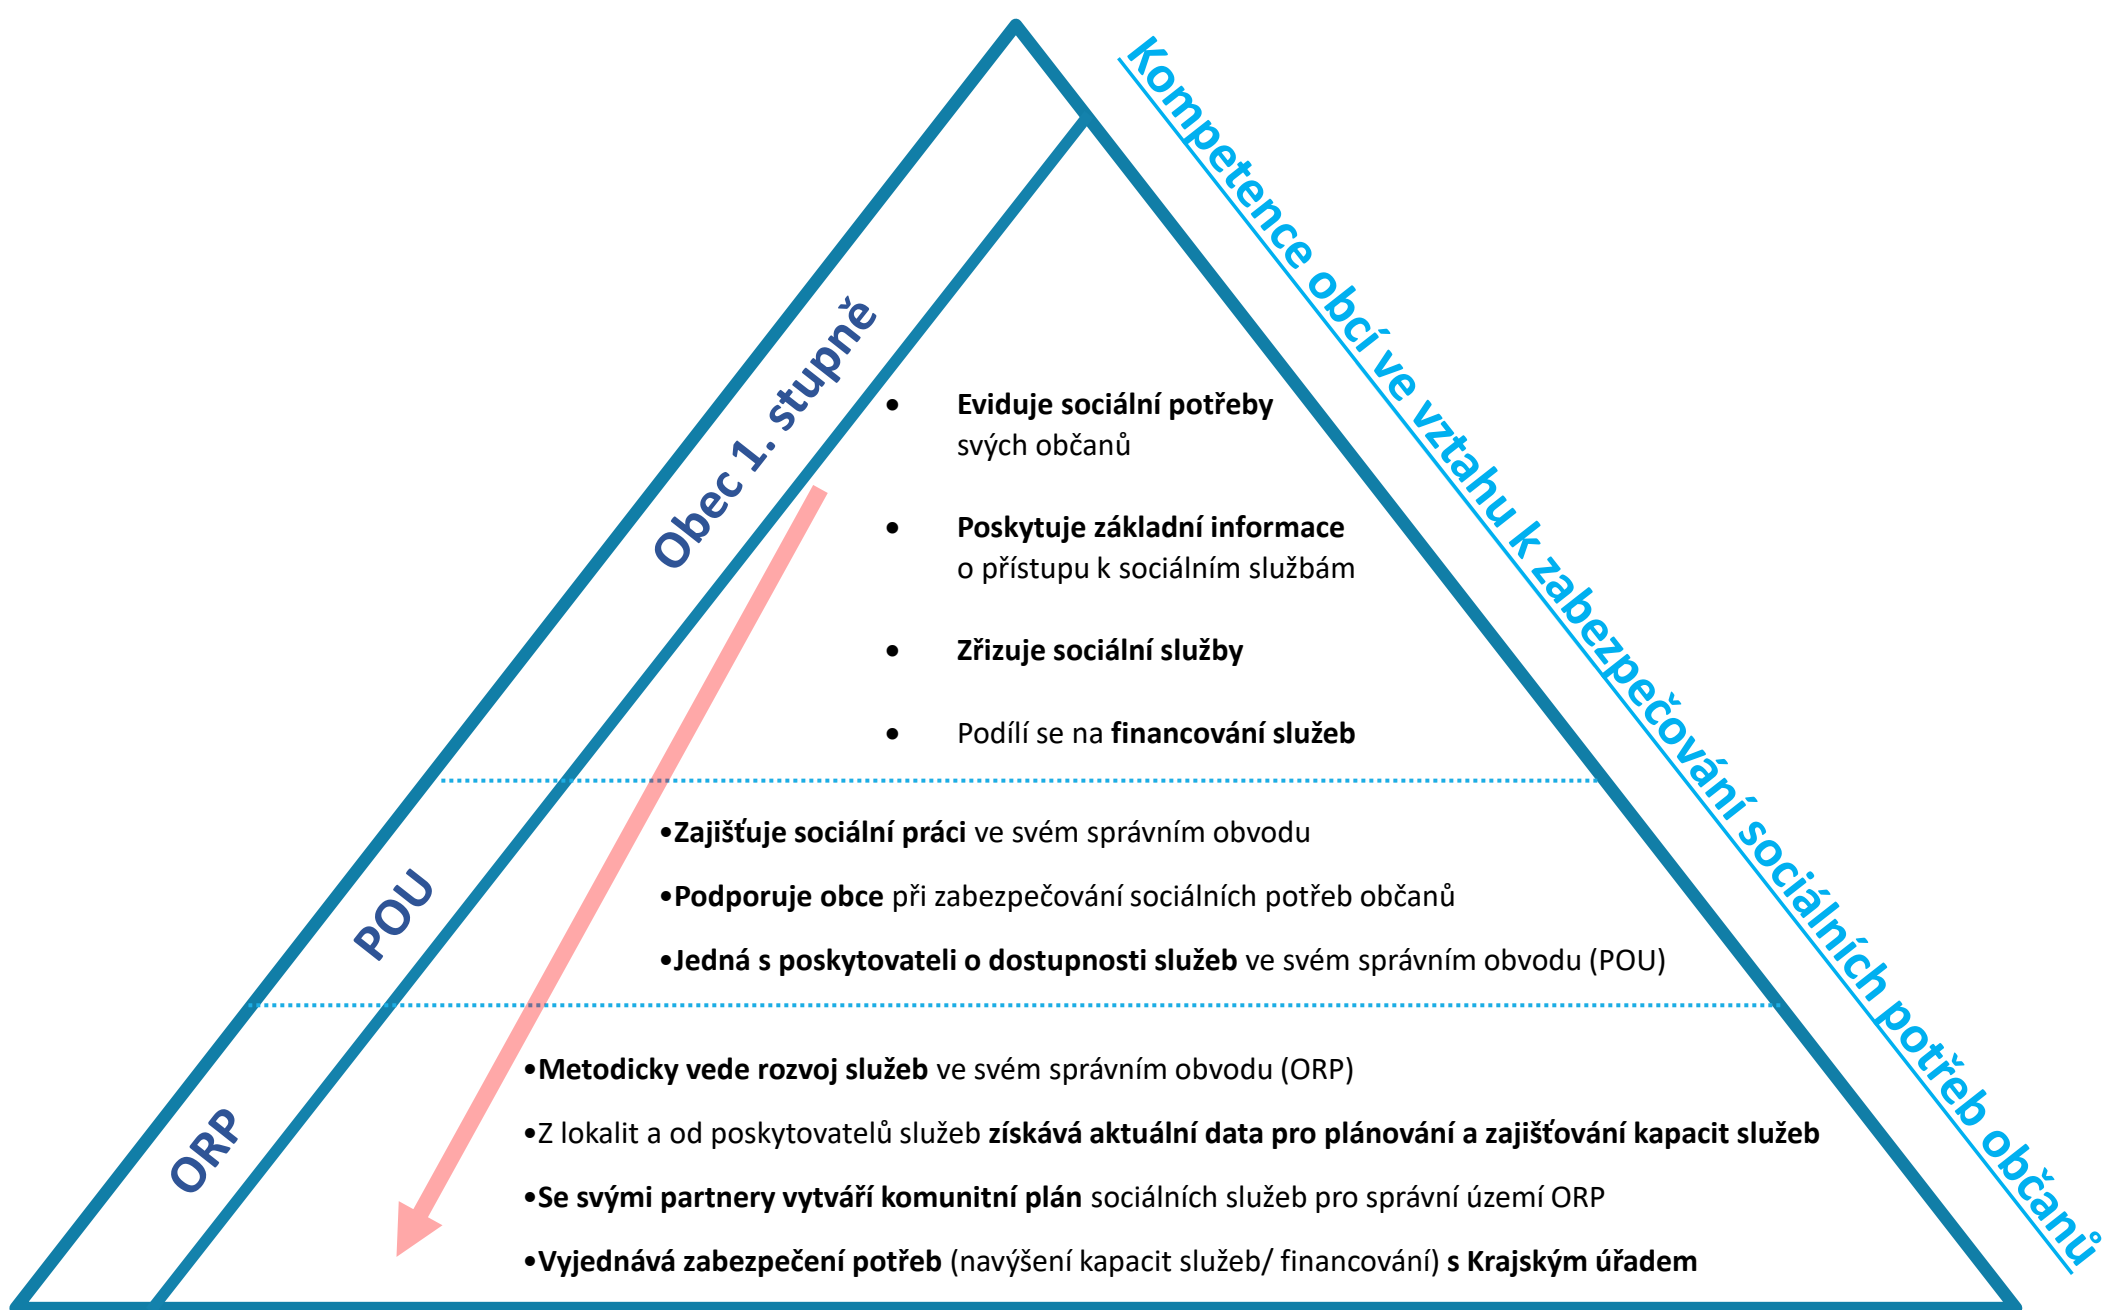 Kompetence obcí ve vztahu k zabezpečování sociálních potřeb občanů
Obec 1. stupně
• Eviduje sociální potřeby
svých občanů
• Poskytuje základní informace
o přístupu k sociálním službám
• Zřizuje sociální služby
• Podílí se na financování služeb
POU
•Zajišťuje sociální práci ve svém správním obvodu
•Podporuje obce při zabezpečování sociálních potřeb občanů
•Jedná s poskytovateli o dostupnosti služeb ve svém správním obvodu (POU)
ORP
•Metodicky vede rozvoj služeb ve svém správním obvodu (ORP)
•Z lokalit a od poskytovatelů služeb získává aktuální data pro plánování a zajišťování kapacit služeb
•Se svými partnery vytváří komunitní plán sociálních služeb pro správní území ORP
•Vyjednává zabezpečení potřeb (navýšení kapacit služeb/ financování) s Krajským úřadem